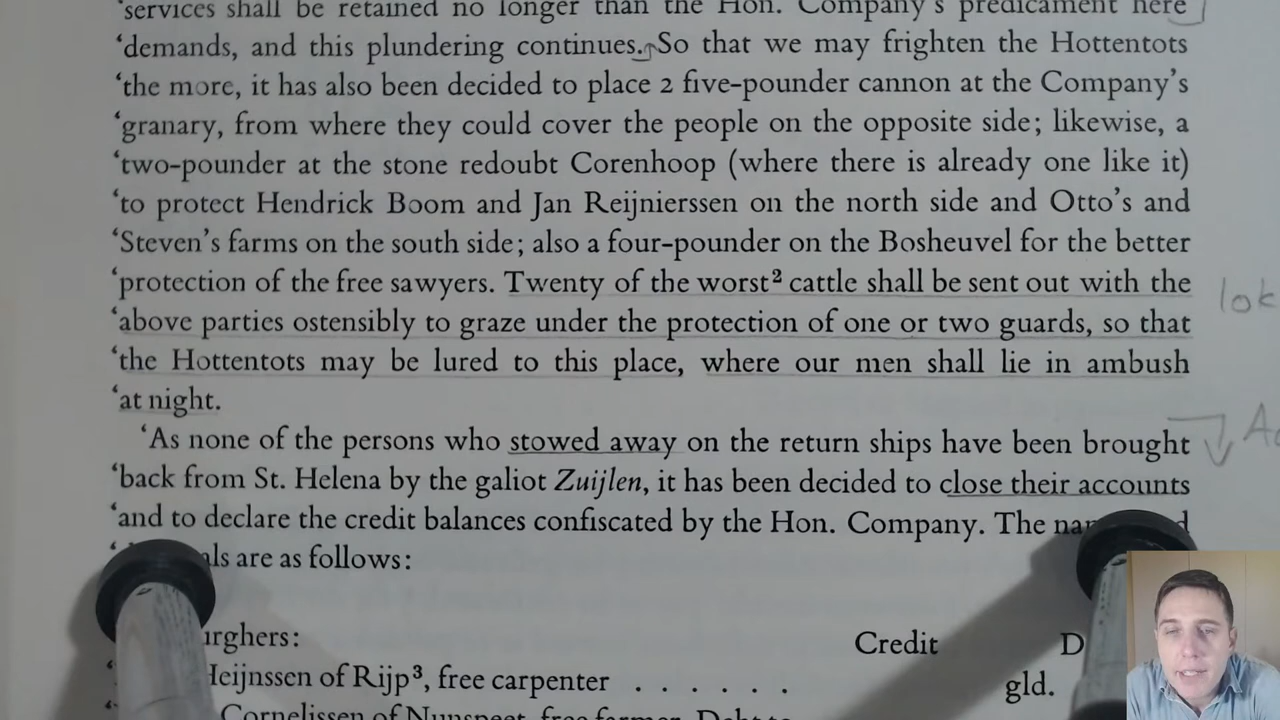 ‘services shall be retained no longer than the Hon. Company’s predicament here
‘demands, and this plundering continues. So that we may frighten the Hottentots
‘the more, it has also been decided to place 2 five-pounder cannon at the Company’s
‘granary, from where they could cover the people on the opposite side; likewise, a
‘two-pounder at the stone redoubt Corenhoop (where there is already one like it)
‘to protect Hendrick Boom and Jan Reijnierssen on the north side and Otto’s and
‘Steven’s farms on the south side; also a four-pounder on the Bosheuvel for the better
‘protection of the free sawyers. Twenty of the worst² cattle shall be sent out with the
‘above parties ostensibly to graze under the protection of one or two guards, so that
‘the Hottentots may be lured to this place, where our men shall lie in ambush
‘at night.
‘As none of the persons who stowed away on the return ships have been brought
‘back from St. Helena by the galiot Zuijlen, it has been decided to close their accounts
‘and to declare the credit balances confiscated by the Hon. Company. The
are as follows:
Credit
of Rijp³, free carpenter . . . . . .
gld.
Cornelissen of Nunspeet, free farmer. Debt to